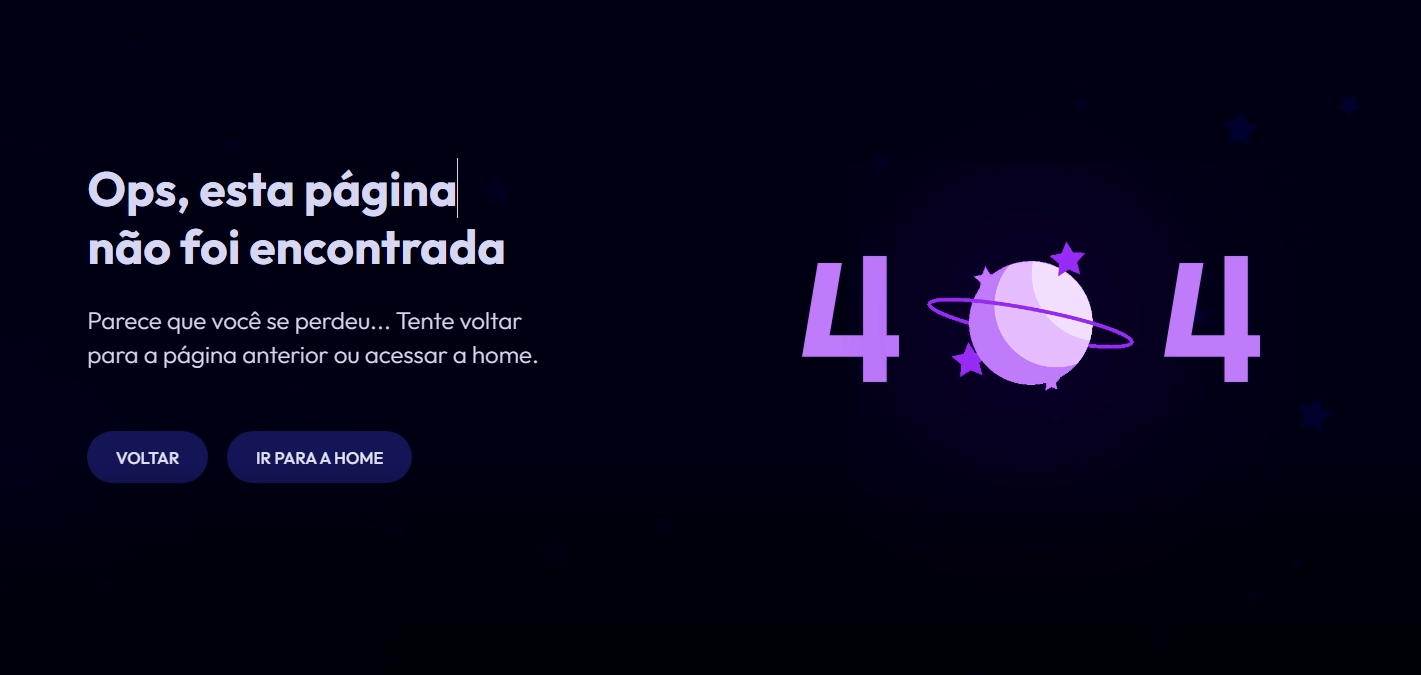 Ops, esta página
não foi encontrada
Parece que você se perdeu... Tente voltar
para a página anterior ou acessar a home.
VOLTAR
IR PARA A HOME
4 4